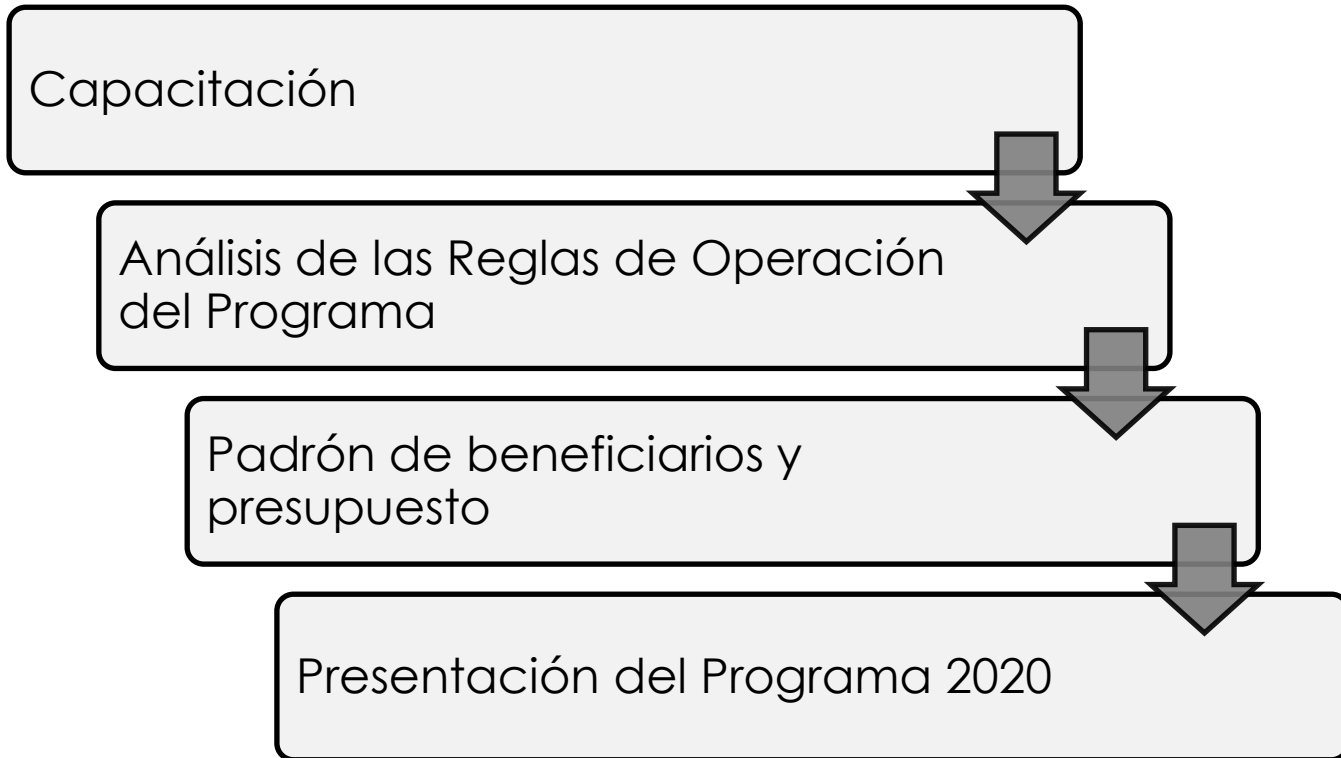 Capacitación
Análisis de las Reglas de Operación
del Programa
Padrón de beneficiarios y
presupuesto
Presentación del Programa 2020